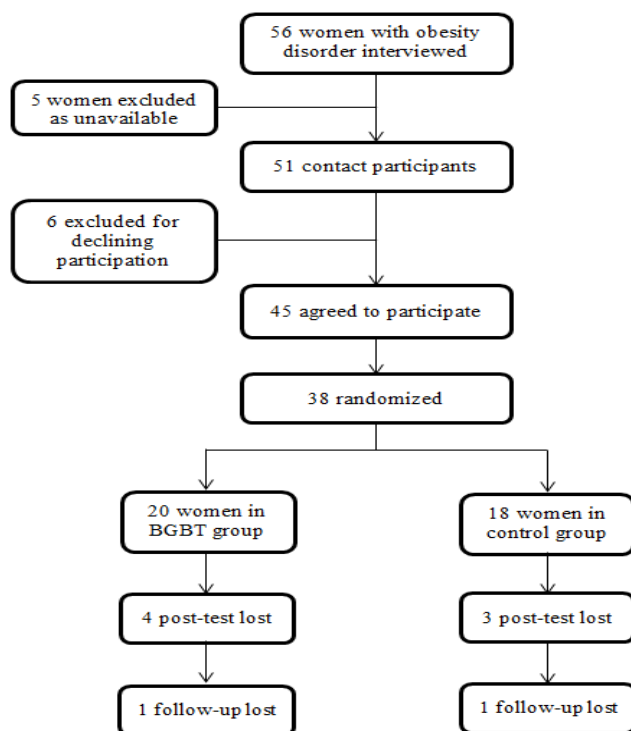 56 women with obesity
disorder interviewed
5 women excluded
as unavailable
51 contact participants
6 excluded for
declining
participation
45 agreed to participate
38 randomized
20 women in
BGBT group
18 women in
control group
4 post-test lost
3 post-test lost
1 follow-up lost
1 follow-up lost